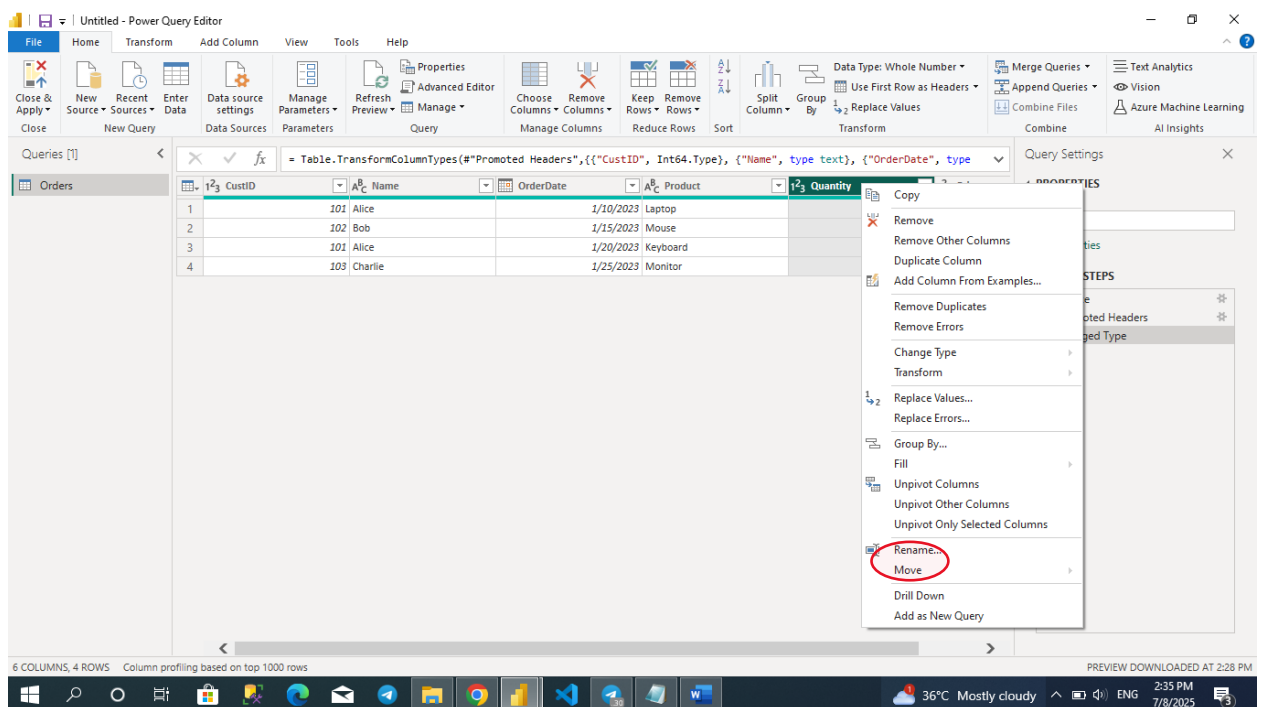 Untitled - Power Query Editor
File Home Transform Add Column View Tools Help
Close & Apply
New Source
Recent Sources
Enter Data
Data source settings
Manage Parameters
Refresh Preview
Properties
Advanced Editor
Manage
Choose Columns
Remove Columns
Keep Rows
Remove Rows
Split Column
Group By
Data Type: Whole Number
Use First Row as Headers
Replace Values
Merge Queries
Append Queries
Combine Files
Text Analytics
Vision
Azure Machine Learning
Close New Query Data Sources Parameters Query Manage Columns Reduce Rows Sort Transform Combine AI Insights
Queries [1]
Orders
fx = Table.TransformColumnTypes(#"Promoted Headers",{{"CustID", Int64.Type}, {"Name", type text}, {"OrderDate", type
CustID Name OrderDate Product Quantity
1 101 Alice 1/10/2023 Laptop
2 102 Bob 1/15/2023 Mouse
3 101 Alice 1/20/2023 Keyboard
4 103 Charlie 1/25/2023 Monitor
Copy
Remove
Remove Other Columns
Duplicate Column
Add Column From Examples...
Remove Duplicates
Remove Errors
Change Type
Transform
Replace Values...
Replace Errors...
Group By...
Fill
Unpivot Columns
Unpivot Other Columns
Unpivot Only Selected Columns
Rename...
Move
Drill Down
Add as New Query
Query Settings
6 COLUMNS, 4 ROWS Column profiling based on top 1000 rows
PREVIEW DOWNLOADED AT 2:28 PM
36°C Mostly cloudy
ENG
2:35 PM
7/8/2025